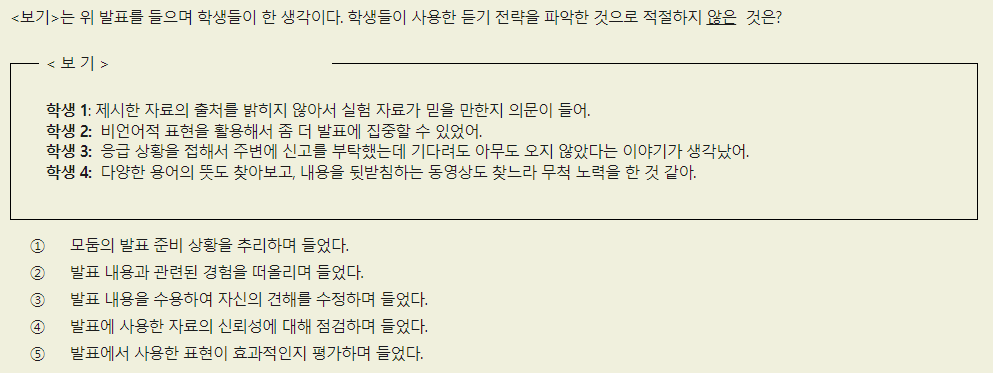 <보기>는 위 발표를 들으며 학생들이 한 생각이다. 학생들이 사용한 듣기 전략을 파악한 것으로 적절하지 않은 것은?
< 보 기 >
학생 1: 제시한 자료의 출처를 밝히지 않아서 실험 자료가 믿을 만한지 의문이 들어.
학생 2: 비언어적 표현을 활용해서 좀 더 발표에 집중할 수 있었어.
학생 3: 응급 상황을 접해서 주변에 신고를 부탁했는데 기다려도 아무도 오지 않았다는 이야기가 생각났어.
학생 4: 다양한 용어의 뜻도 찾아보고, 내용을 뒷받침하는 동영상도 찾느라 무척 노력을 한 것 같아.
① 모둠의 발표 준비 상황을 추리하며 들었다.
② 발표 내용과 관련된 경험을 떠올리며 들었다.
③ 발표 내용을 수용하여 자신의 견해를 수정하며 들었다.
④ 발표에 사용한 자료의 신뢰성에 대해 점검하며 들었다.
⑤ 발표에서 사용한 표현이 효과적인지 평가하며 들었다.